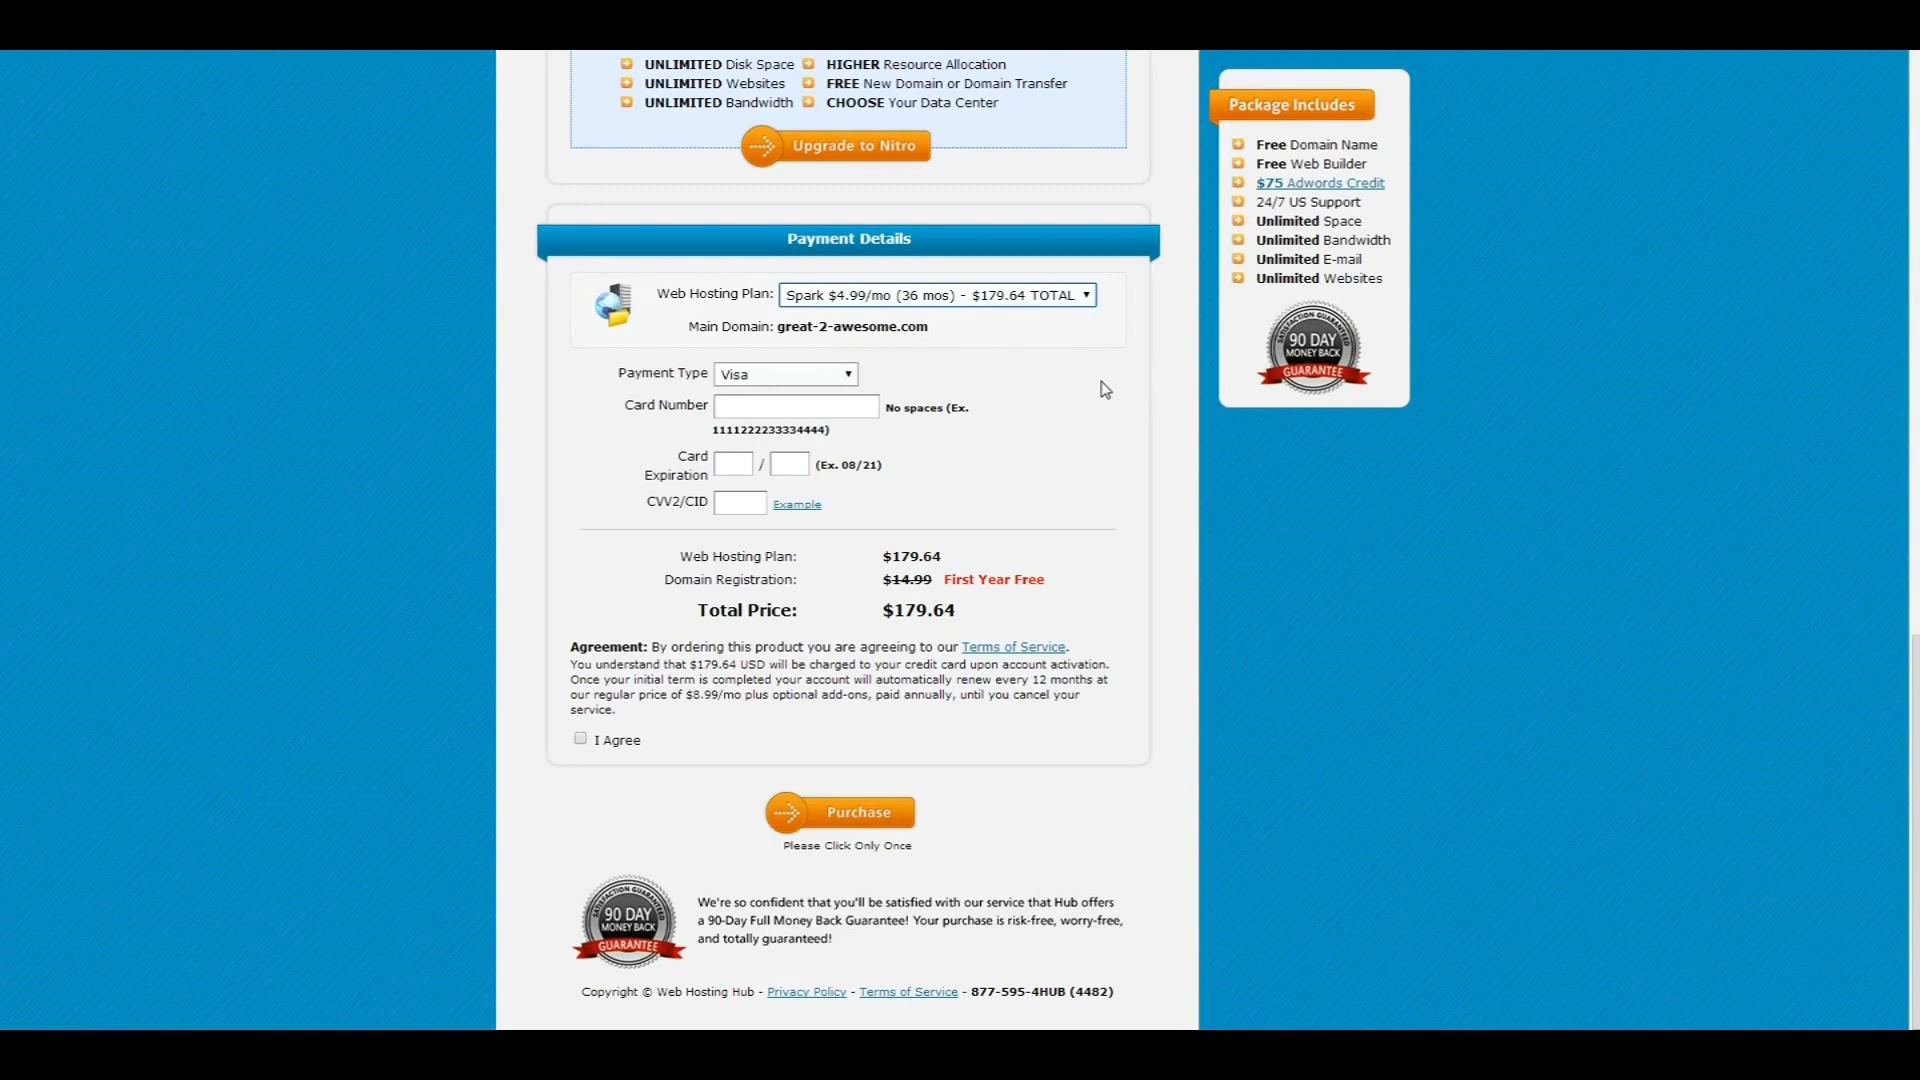 UNLIMITED Disk Space HIGHER Resource Allocation
UNLIMITED Websites FREE New Domain or Domain Transfer
UNLIMITED Bandwidth CHOOSE Your Data Center
Upgrade to Nitro
Payment Details
Web Hosting Plan: Spark $4.99/mo (36 mos) - $179.64 TOTAL
Main Domain: great-2-awesome.com
Payment Type Visa
Card Number No spaces (Ex.
1111222233334444)
Card
Expiration / (Ex. 08/21)
CVV2/CID Example
Web Hosting Plan: $179.64
Domain Registration: $14.99 First Year Free
Total Price: $179.64
Agreement: By ordering this product you are agreeing to our Terms of Service.
You understand that $179.64 USD will be charged to your credit card upon account activation.
Once your initial term is completed your account will automatically renew every 12 months at
our regular price of $8.99/mo plus optional add-ons, paid annually, until you cancel your
service.
I Agree
Purchase
Please Click Only Once
SATISFACTION GUARANTEED
90 DAY
MONEY BACK
GUARANTEE
We're so confident that you'll be satisfied with our service that Hub offers
a 90-Day Full Money Back Guarantee! Your purchase is risk-free, worry-free,
and totally guaranteed!
Copyright © Web Hosting Hub - Privacy Policy - Terms of Service - 877-595-4HUB (4482)
Package Includes
Free Domain Name
Free Web Builder
$75 Adwords Credit
24/7 US Support
Unlimited Space
Unlimited Bandwidth
Unlimited E-mail
Unlimited Websites
SATISFACTION GUARANTEED
90 DAY
MONEY BACK
GUARANTEE